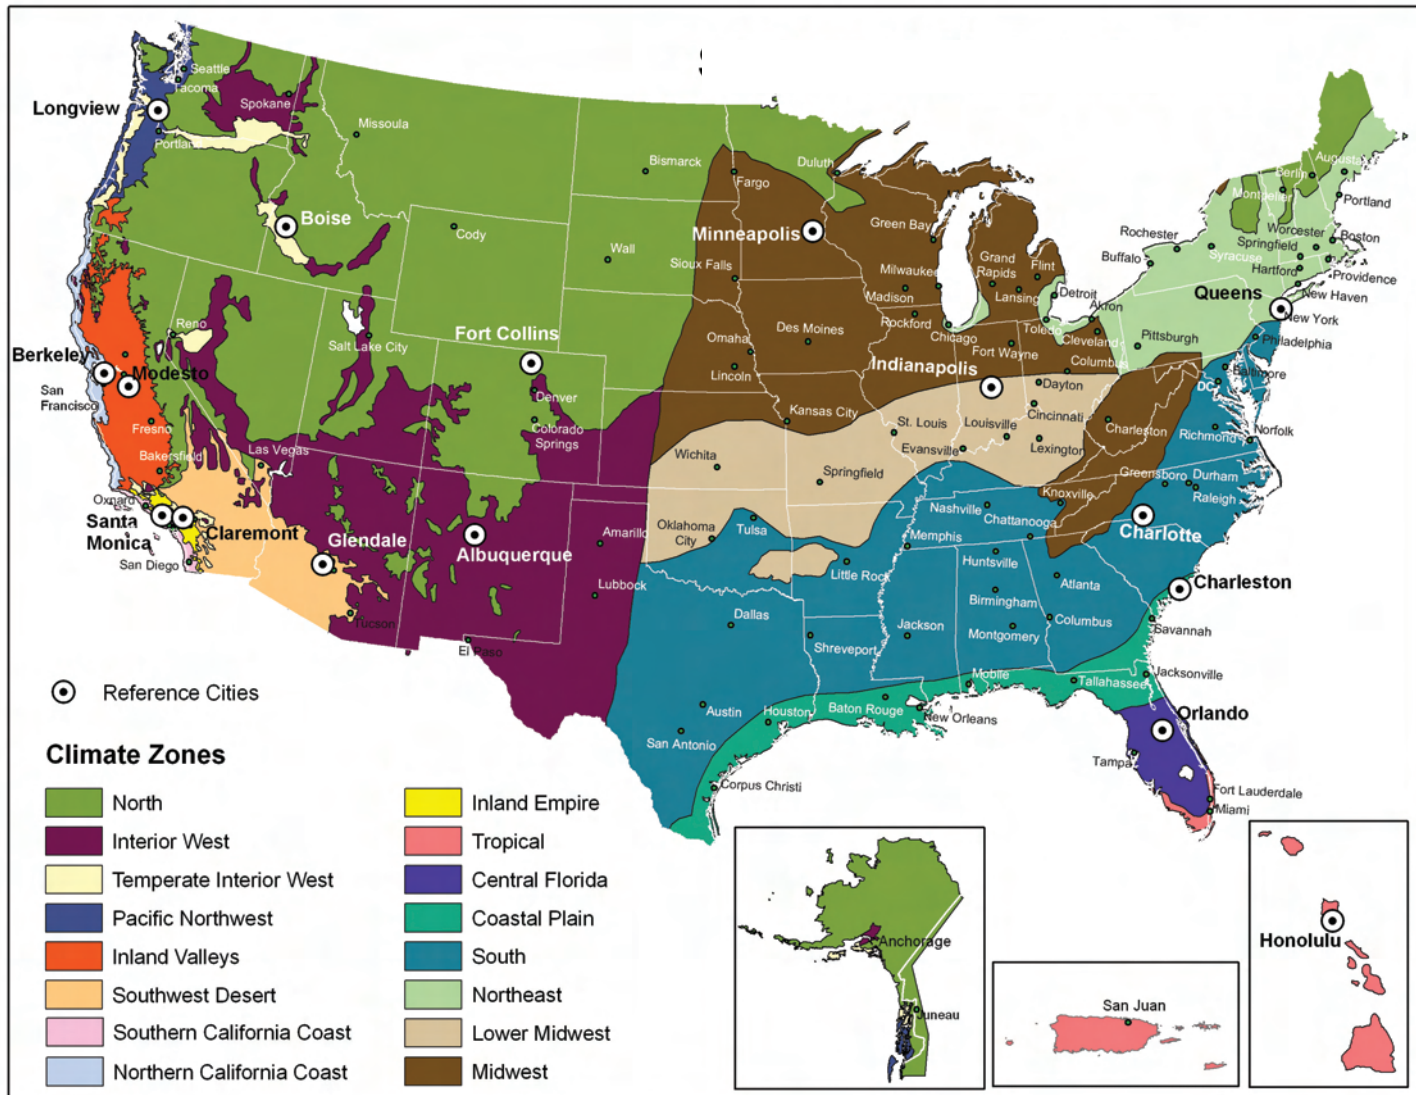 Seattle
Tacoma
Longview
Spokane
Portland
Missoula
Bismarck
Fargo
Duluth
Boise
Cody
Wall
Minneapolis
Sioux Falls
Green Bay
Milwaukee
Madison
Rockford
Grand
Rapids
Flint
Lansing
Detroit
Chicago
Toledo
Akron
Cleveland
Columbus
Fort Wayne
Augusta
Berlin
Montpelier
Portland
Rochester
Worcester
Boston
Springfield
Buffalo
Syracuse
Hartford
Providence
New Haven
Queens
New York
Pittsburgh
Philadelphia
Baltimore
DC
Reno
Salt Lake City
Fort Collins
Denver
Colorado
Springs
Omaha
Des Moines
Lincoln
Indianapolis
Dayton
Cincinnati
Kansas City
St. Louis
Louisville
Evansville
Lexington
Charleston
Richmond
Norfolk
Berkeley
Modesto
San
Francisco
Fresno
Bakersfield
Las Vegas
Wichita
Springfield
Greensboro
Durham
Raleigh
Knoxville
Nashville
Chattanooga
Charlotte
Oxnard
Santa
Monica
Claremont
San Diego
Glendale
Albuquerque
Amarillo
Oklahoma
City
Tulsa
Memphis
Little Rock
Huntsville
Atlanta
Birmingham
Charleston
Tucson
El Paso
Lubbock
Dallas
Shreveport
Jackson
Montgomery
Columbus
Savannah
Austin
San Antonio
Houston
Baton Rouge
New Orleans
Mobile
Tallahassee
Jacksonville
Corpus Christi
Orlando
Tampa
Fort Lauderdale
Miami
Reference Cities
Climate Zones
North
Interior West
Temperate Interior West
Pacific Northwest
Inland Valleys
Southwest Desert
Southern California Coast
Northern California Coast
Inland Empire
Tropical
Central Florida
Coastal Plain
South
Northeast
Lower Midwest
Midwest
Anchorage
Juneau
San Juan
Honolulu